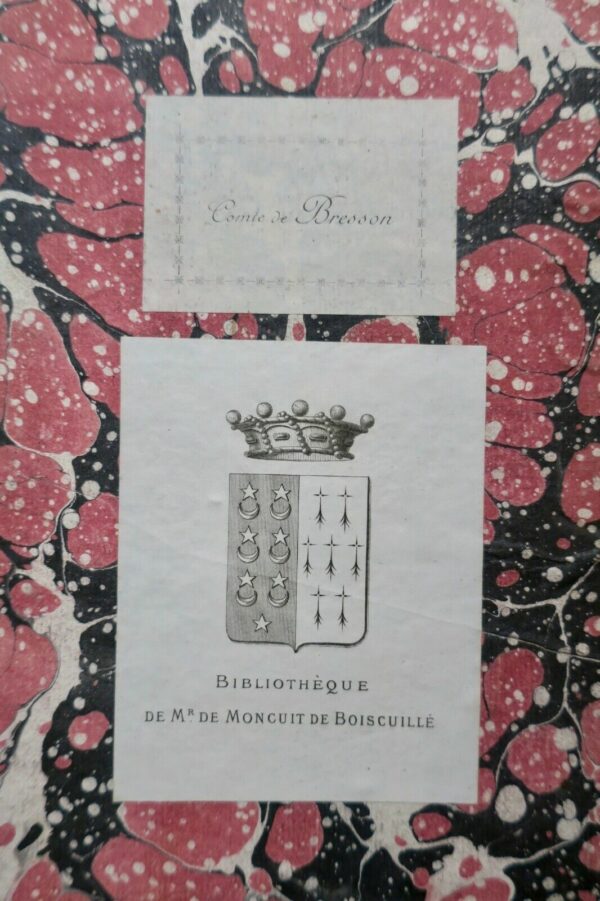 Comte de Bresson
BIBLIOTHÈQUE
DE MR DE MONCUIT DE BOISCUILLÉ